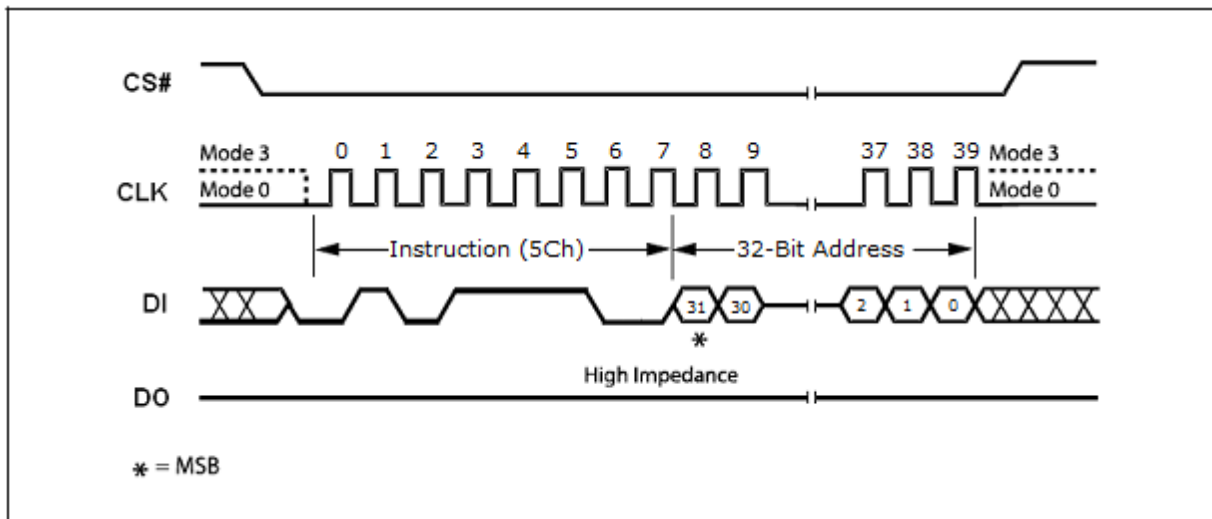 CS#
Mode 3 0 1 2 3 4 5 6 7 8 9 37 38 39 Mode 3
CLK Mode 0 Mode 0
Instruction (5Ch) 32-Bit Address
DI 31 30 2 1 0
*
High Impedance
DO
* = MSB